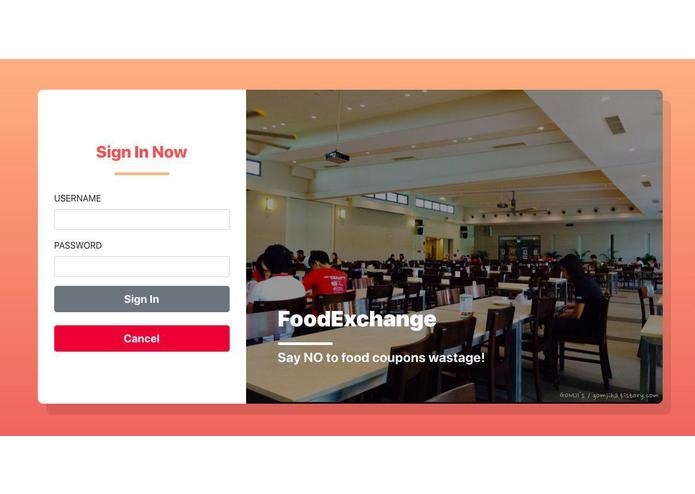 Sign In Now
USERNAME
PASSWORD
Sign In
Cancel
FoodExchange
Say NO to food coupons wastage!
GOMJI's / gomjiha.tistory.com